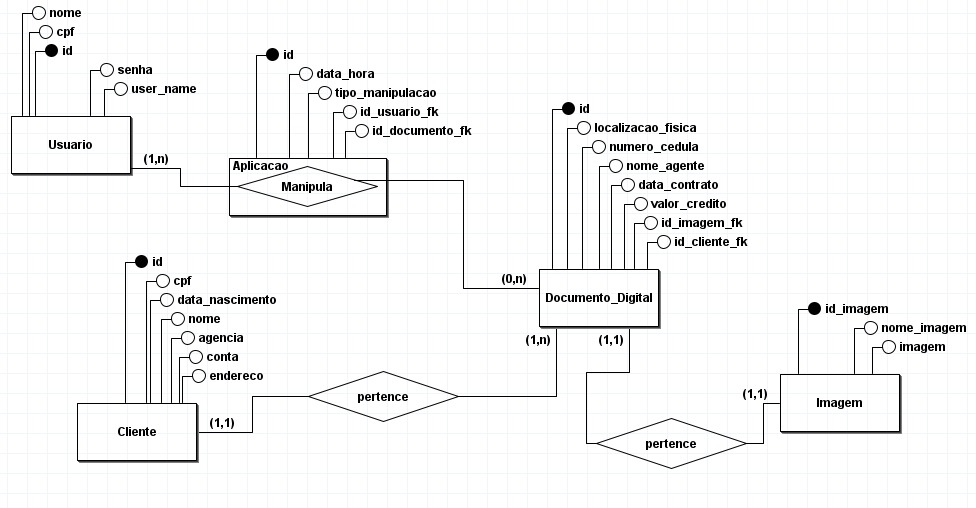 nome
cpf
id
senha
user_name
Usuario
(1,n)
id
data_hora
tipo_manipulacao
id_usuario_fk
id_documento_fk
Aplicacao
Manipula
id
localizacao_fisica
numero_cedula
nome_agente
data_contrato
valor_credito
id_imagem_fk
id_cliente_fk
(0,n)
Documento_Digital
(1,n)
(1,1)
id
cpf
data_nascimento
nome
agencia
conta
endereco
Cliente
(1,1)
pertence
id_imagem
nome_imagem
imagem
(1,1)
Imagem
pertence